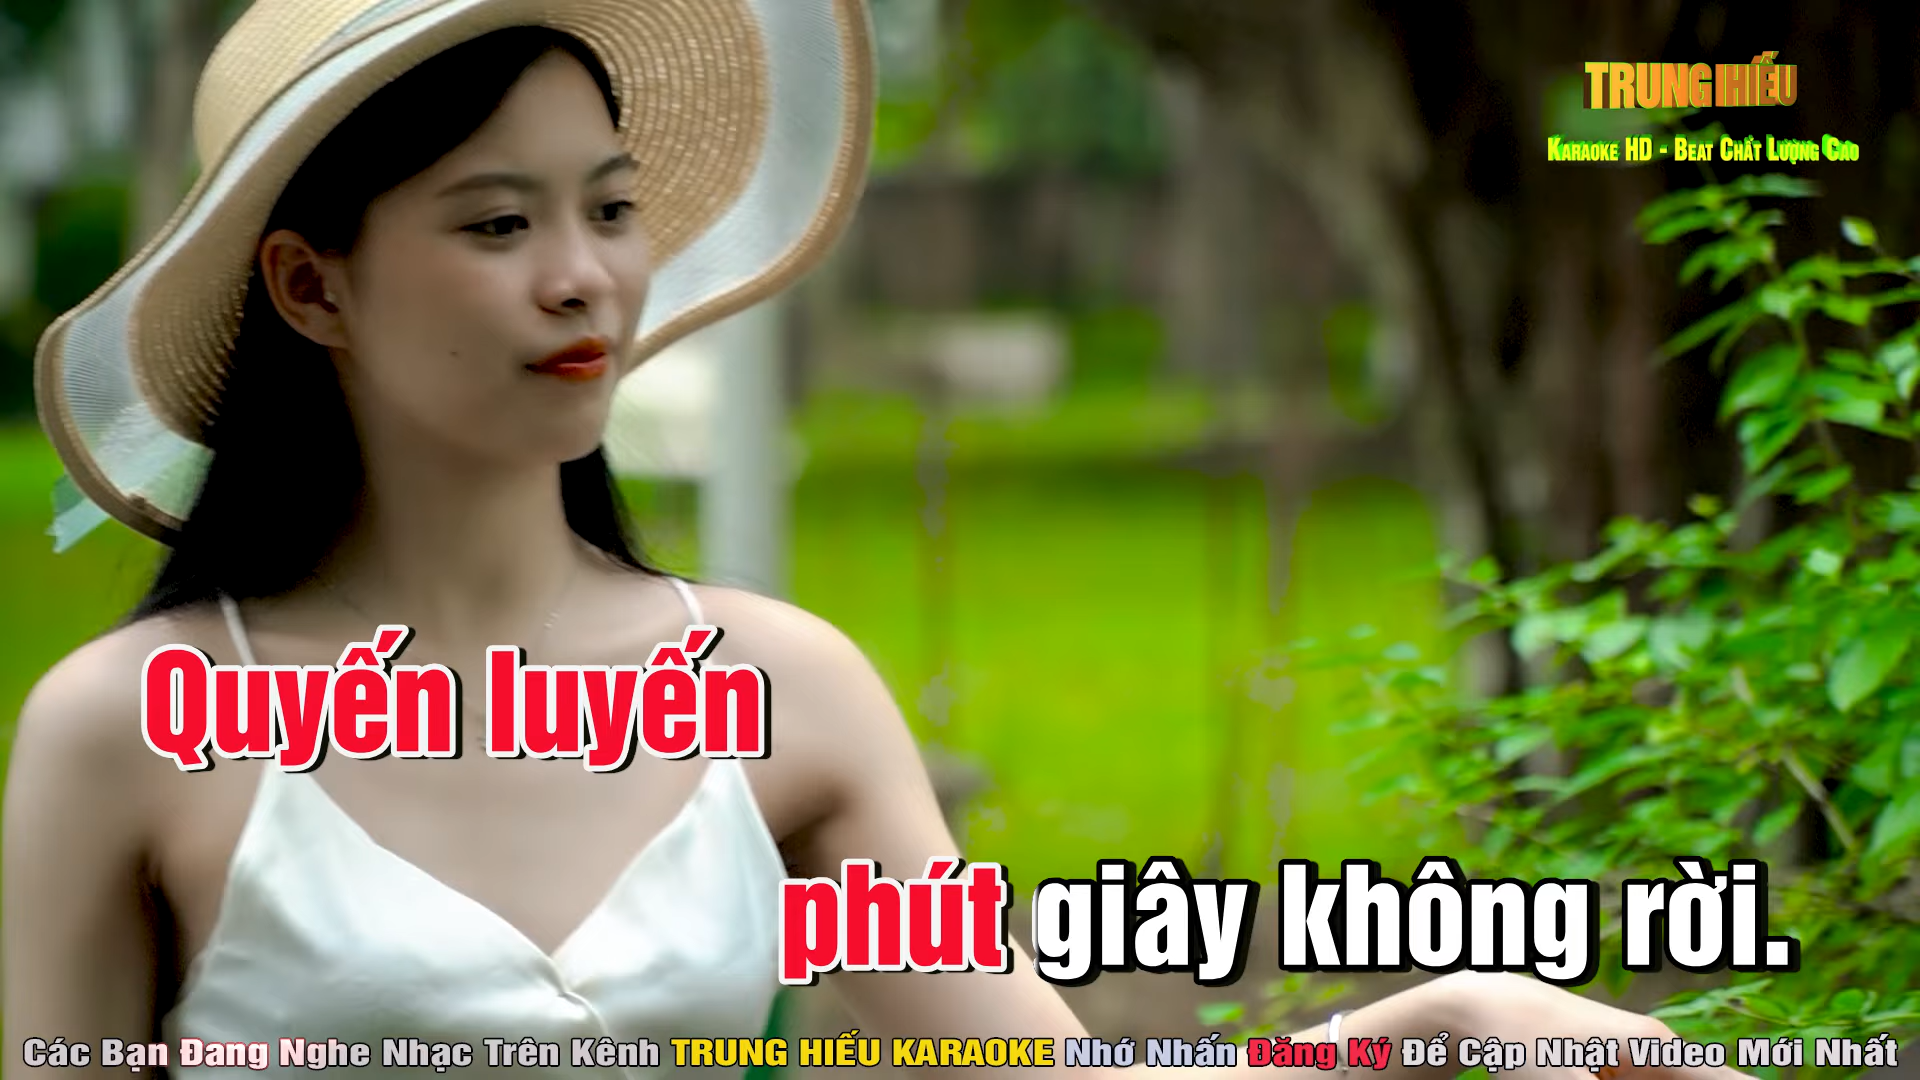 TRUNG HIẾU
KARAOKE HD - BEAT CHẤT LƯỢNG CAO
Quyến luyến
phút giây không rời.
Các Bạn Đang Nghe Nhạc Trên Kênh TRUNG HIẾU KARAOKE Nhớ Nhấn Đăng Ký Để Cập Nhật Video Mới Nhất